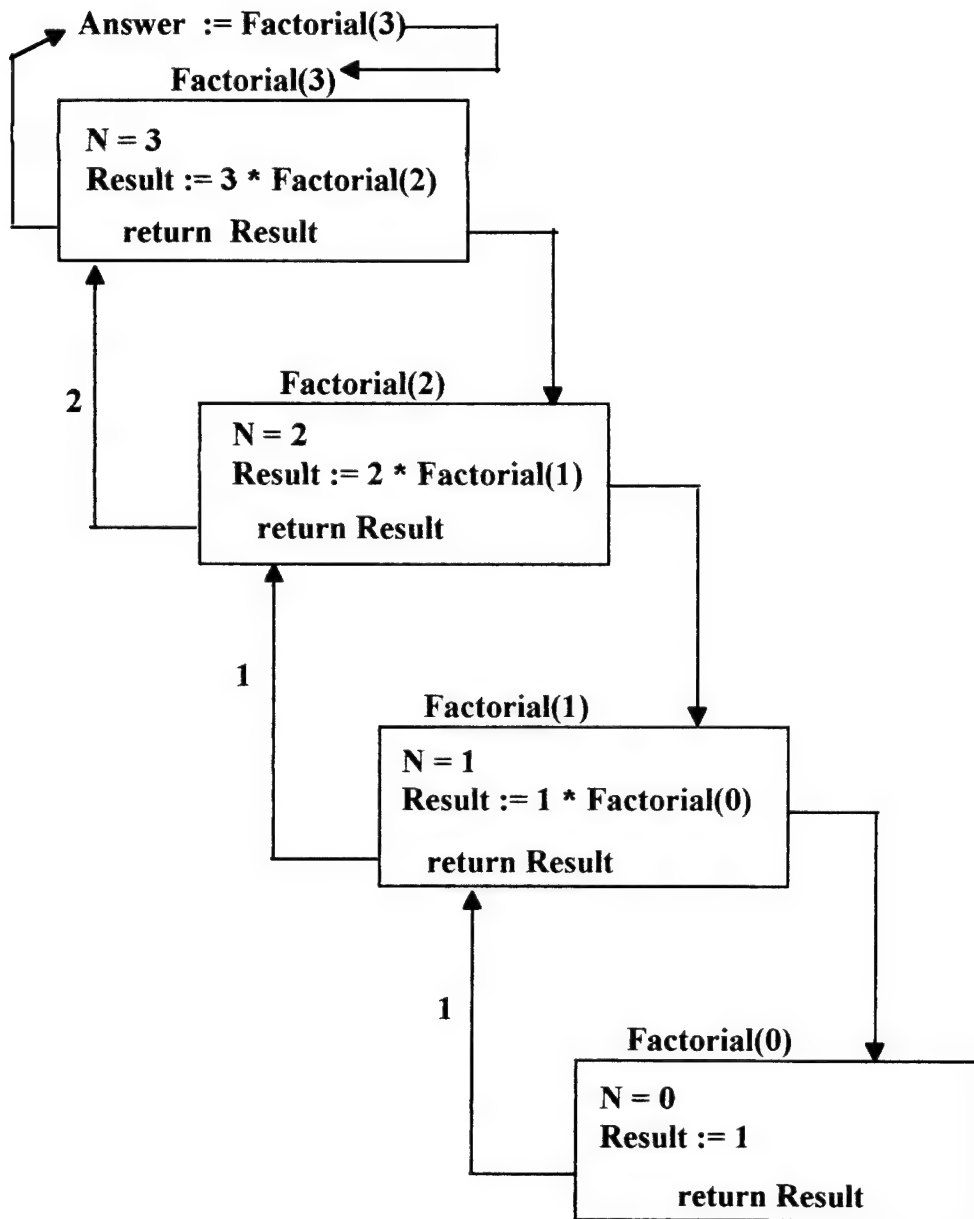 Answer := Factorial(3)
Factorial(3)
N = 3
Result := 3 * Factorial(2)
return Result
2
Factorial(2)
N = 2
Result := 2 * Factorial(1)
return Result
1
Factorial(1)
N = 1
Result := 1 * Factorial(0)
return Result
1
Factorial(0)
N = 0
Result := 1
return Result